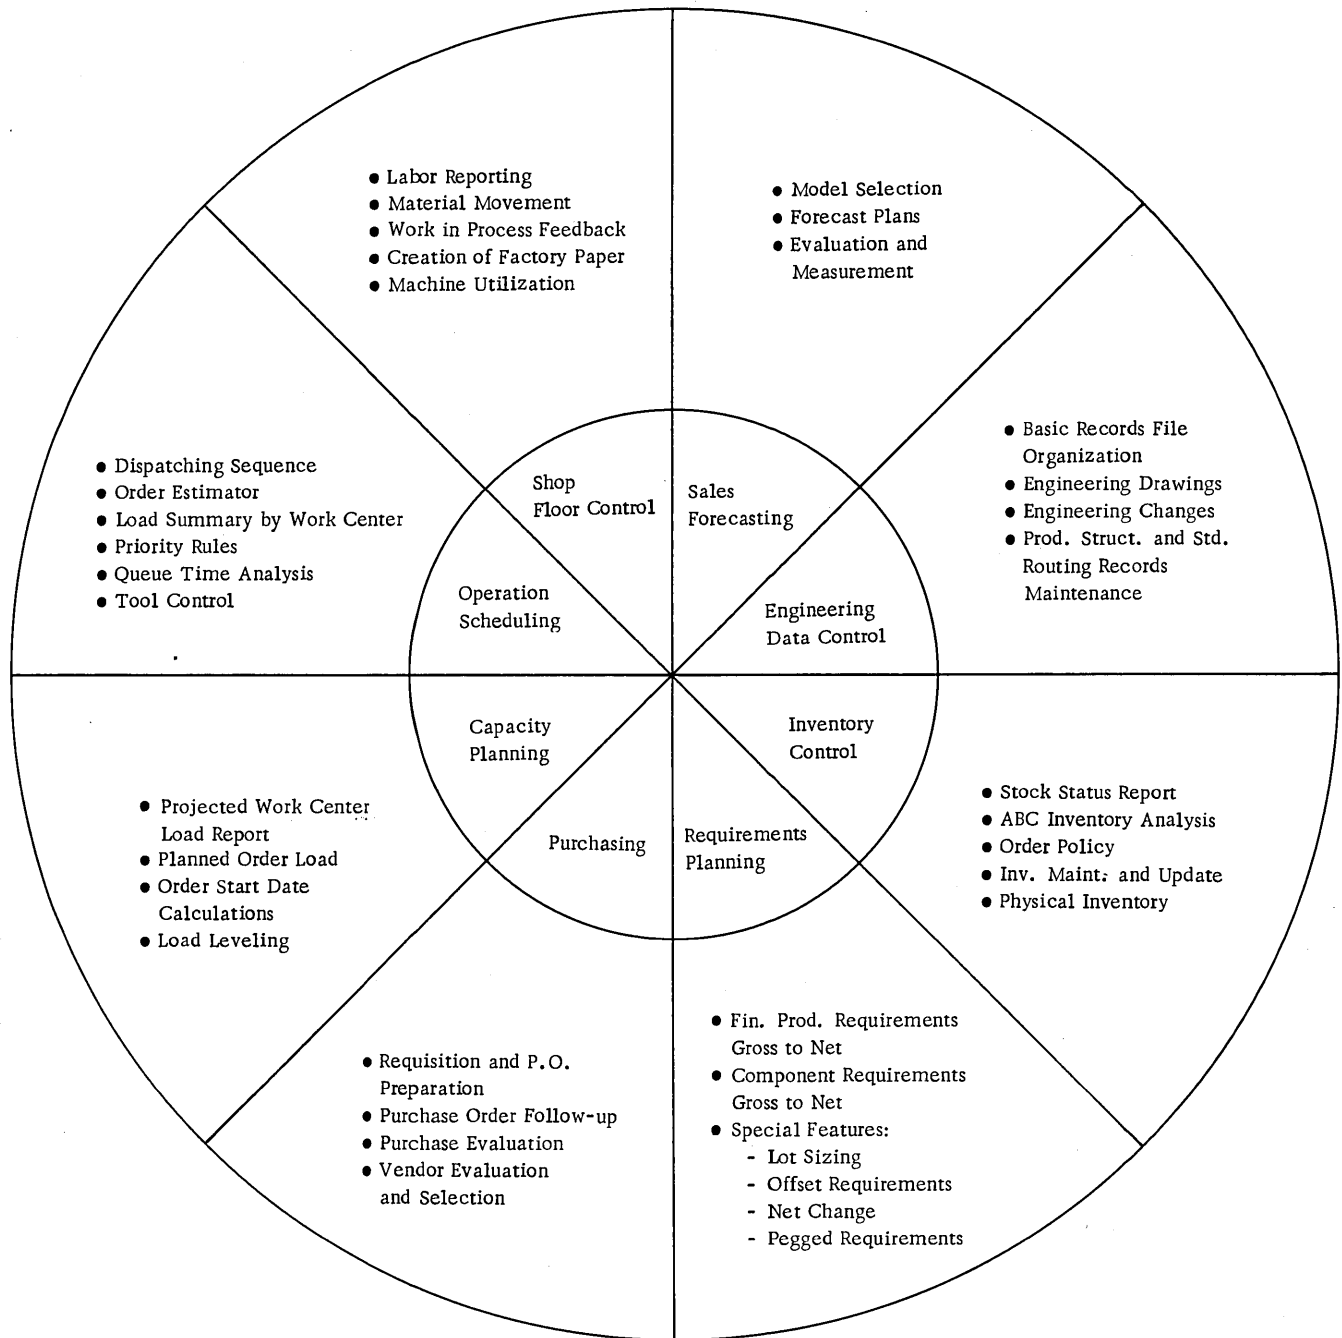 ● Labor Reporting
● Material Movement
● Work in Process Feedback
● Creation of Factory Paper
● Machine Utilization
● Model Selection
● Forecast Plans
● Evaluation and
Measurement
● Basic Records File
Organization
● Engineering Drawings
● Engineering Changes
● Prod. Struct. and Std.
Routing Records
Maintenance
● Dispatching Sequence
● Order Estimator
● Load Summary by Work Center
● Priority Rules
● Queue Time Analysis
● Tool Control
Shop
Floor Control
Sales
Forecasting
Operation
Scheduling
Engineering
Data Control
Capacity
Planning
Inventory
Control
Purchasing
Requirements
Planning
● Projected Work Center
Load Report
● Planned Order Load
● Order Start Date
Calculations
● Load Leveling
● Stock Status Report
● ABC Inventory Analysis
● Order Policy
● Inv. Maint. and Update
● Physical Inventory
● Requisition and P.O.
Preparation
● Purchase Order Follow-up
● Purchase Evaluation
● Vendor Evaluation
and Selection
● Fin. Prod. Requirements
Gross to Net
● Component Requirements
Gross to Net
● Special Features:
- Lot Sizing
- Offset Requirements
- Net Change
- Pegged Requirements